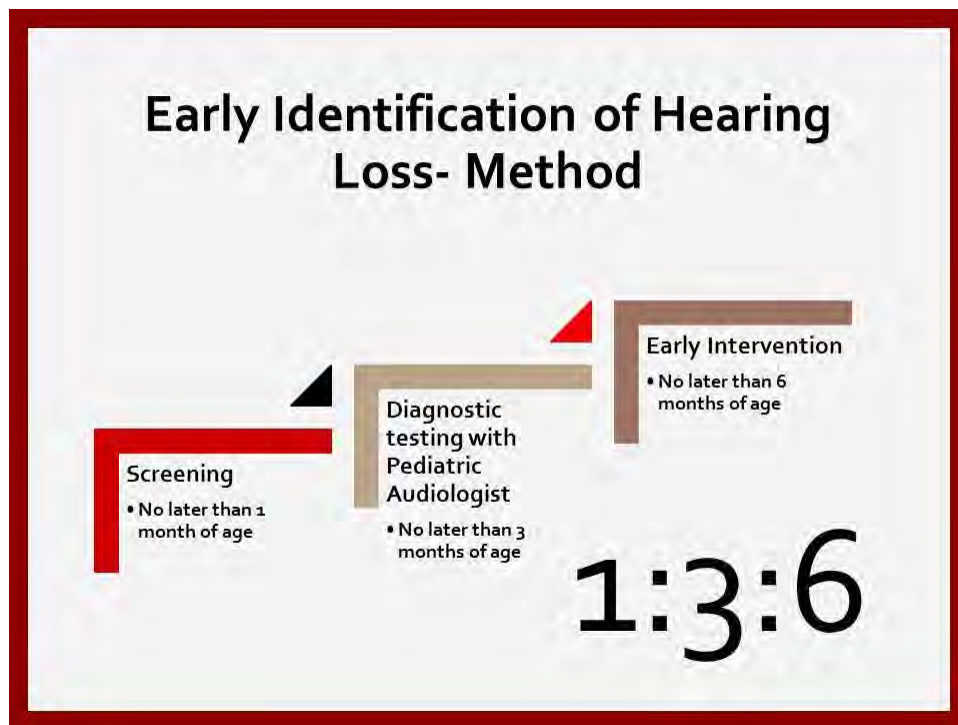 Early Identification of Hearing
Loss- Method
Screening
• No later than 1
month of age
Diagnostic
testing with
Pediatric
Audiologist
• No later than 3
months of age
Early Intervention
• No later than 6
months of age
1:3:6